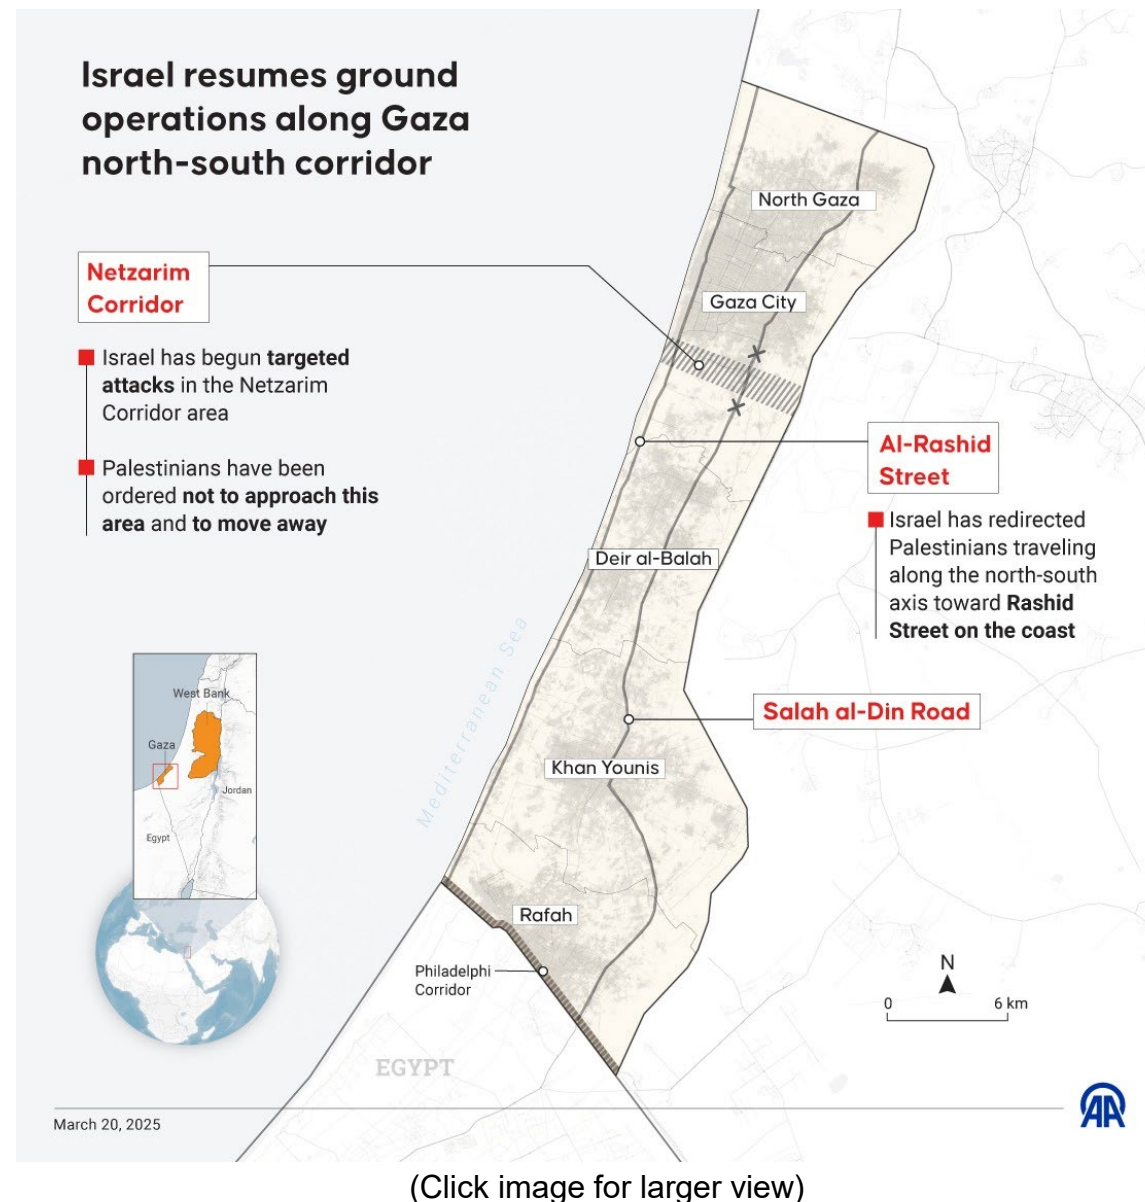 Israel resumes ground
operations along Gaza
north-south corridor
Netzarim
Corridor
Israel has begun targeted
attacks in the Netzarim
Corridor area
Palestinians have been
ordered not to approach this
area and to move away
North Gaza
Gaza City
Al-Rashid
Street
Israel has redirected
Palestinians traveling
along the north-south
axis toward Rashid
Street on the coast
Deir al-Balah
Mediterranean Sea
Salah al-Din Road
Khan Younis
West Bank
Gaza
Jordan
Egypt
Rafah
Philadelphi
Corridor
N
0 6 km
EGYPT
March 20, 2025
AA
(Click image for larger view)